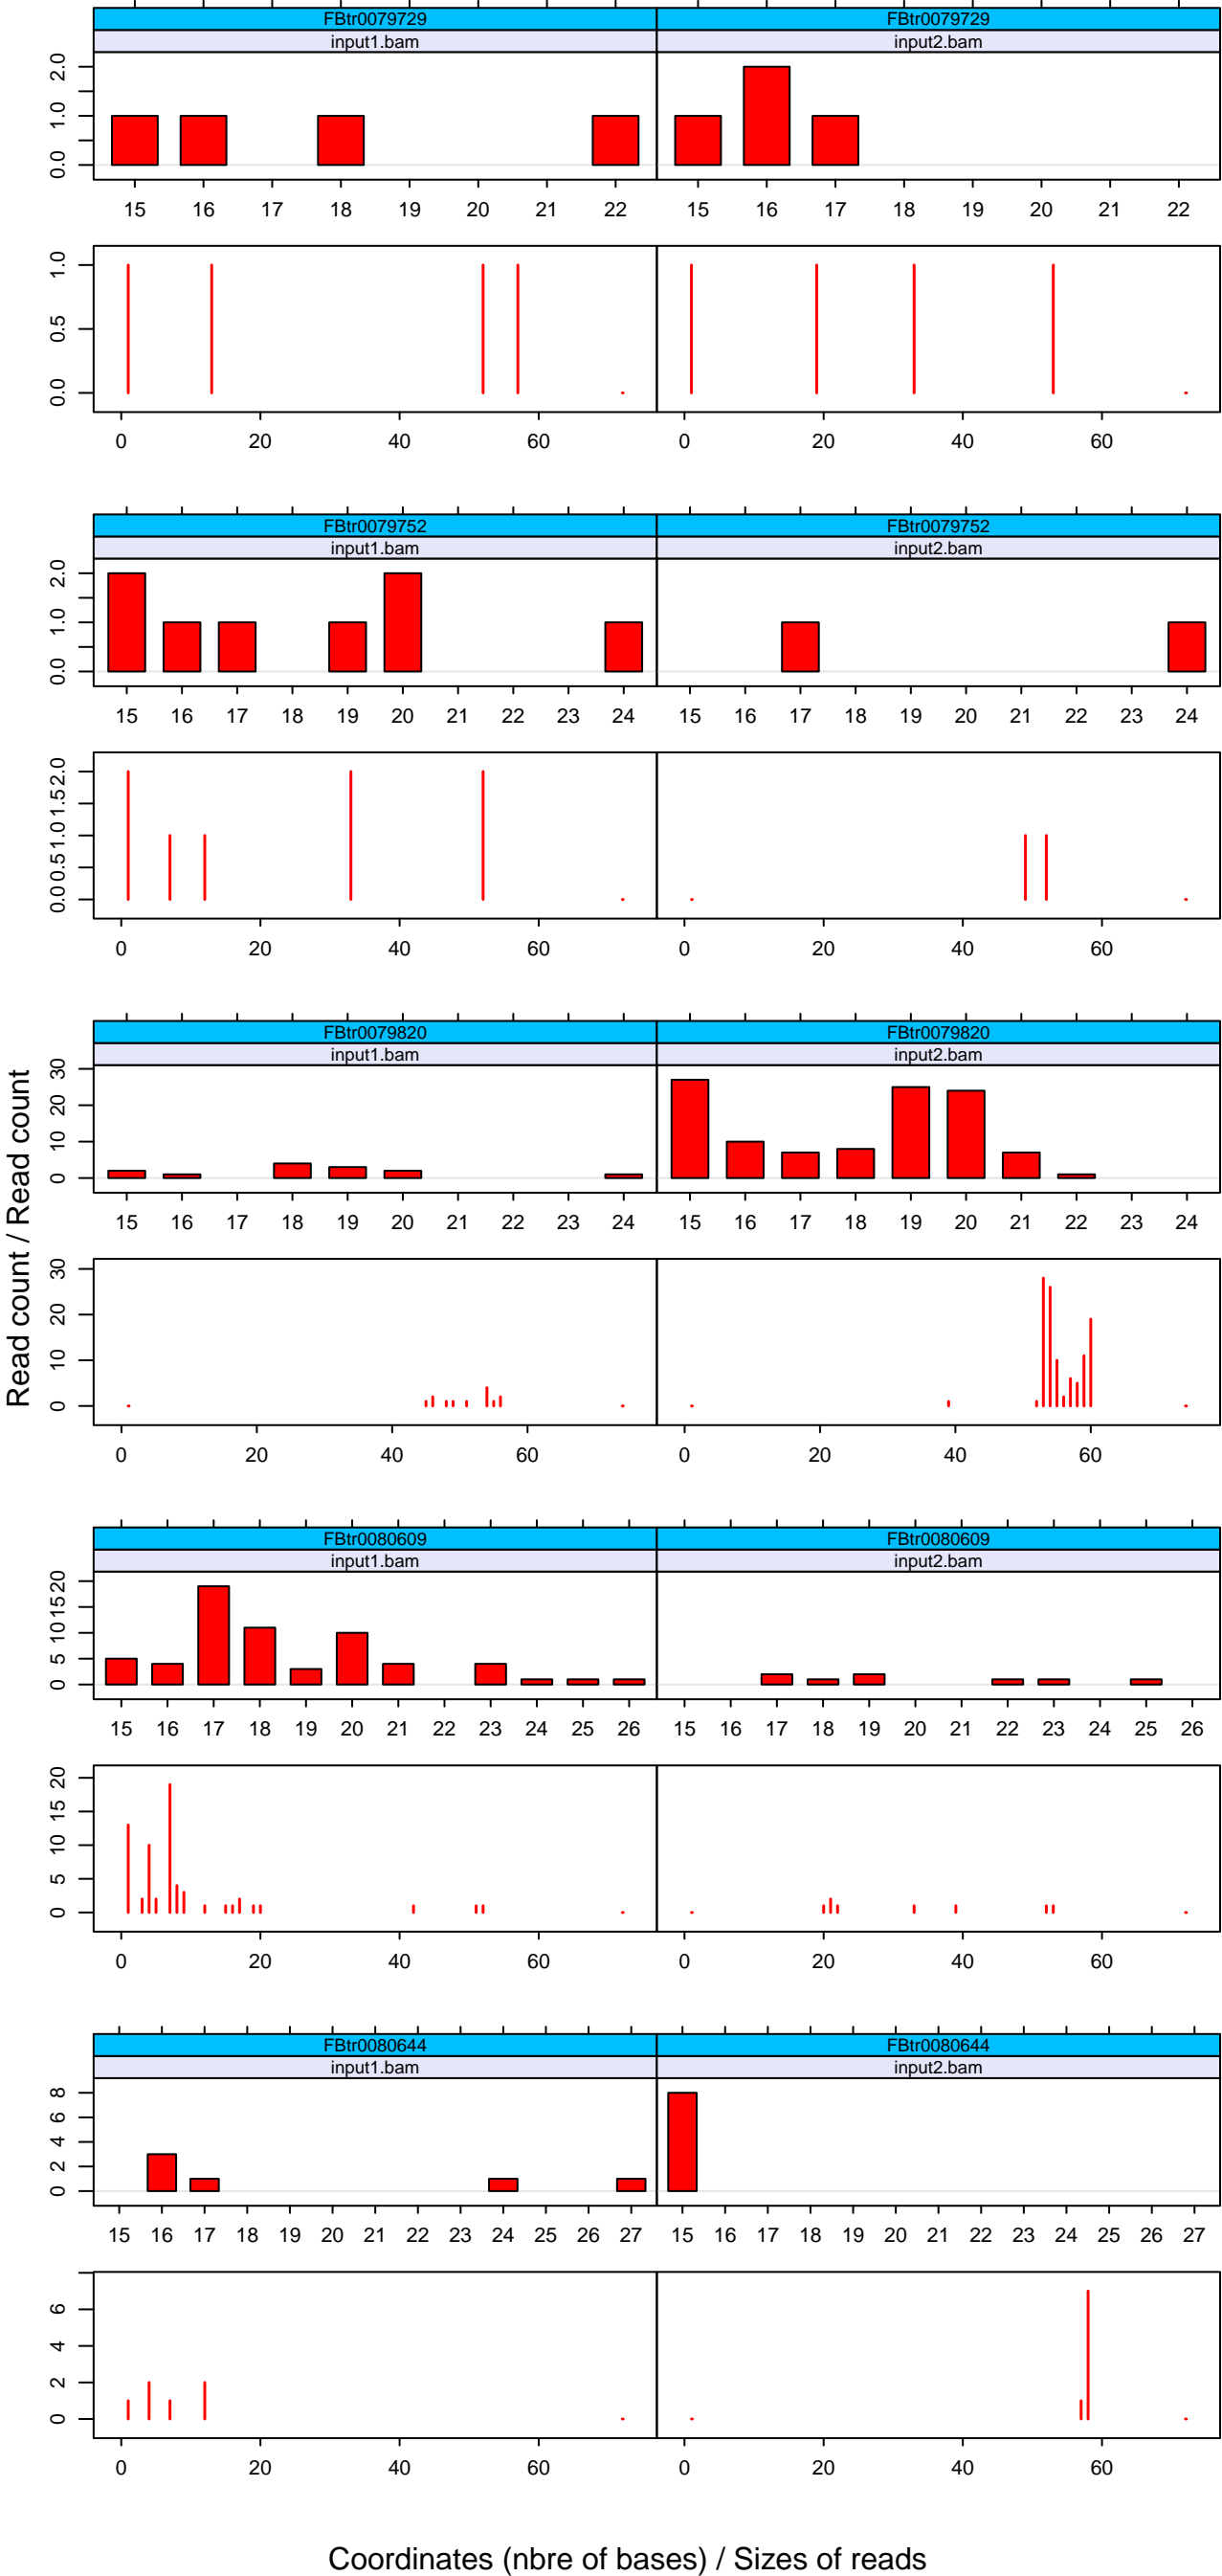 FBtr0079729 FBtr0079729
input1.bam input2.bam
0.0 1.0 2.0
15 16 17 18 19 20 21 22 15 16 17 18 19 20 21 22
0.0 0.5 1.0
0 20 40 60 0 20 40 60
FBtr0079752 FBtr0079752
input1.bam input2.bam
0.0 1.0 2.0
15 16 17 18 19 20 21 22 23 24 15 16 17 18 19 20 21 22 23 24
0.0 0.5 1.0 1.5 2.0
0 20 40 60 0 20 40 60
Read count / Read count
FBtr0079820 FBtr0079820
input1.bam input2.bam
0 10 20 30
15 16 17 18 19 20 21 22 23 24 15 16 17 18 19 20 21 22 23 24
0 10 20 30
0 20 40 60 0 20 40 60
FBtr0080609 FBtr0080609
input1.bam input2.bam
0 5 10 15 20
15 16 17 18 19 20 21 22 23 24 25 26 15 16 17 18 19 20 21 22 23 24 25 26
0 5 10 15 20
0 20 40 60 0 20 40 60
FBtr0080644 FBtr0080644
input1.bam input2.bam
0 2 4 6 8
15 16 17 18 19 20 21 22 23 24 25 26 27 15 16 17 18 19 20 21 22 23 24 25 26 27
0 2 4 6
0 20 40 60 0 20 40 60
Coordinates (nbre of bases) / Sizes of reads